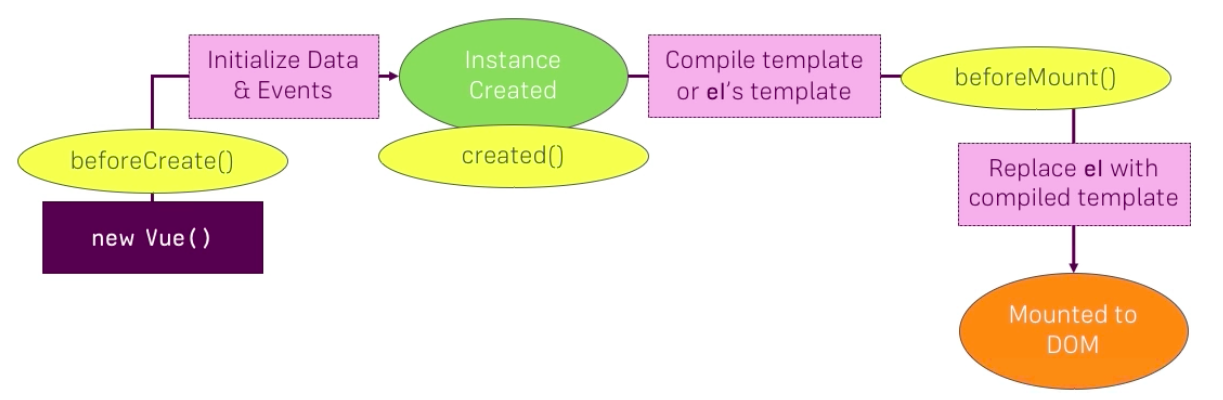 new Vue()
beforeCreate()
Initialize Data
& Events
Instance
Created
created()
Compile template
or el's template
beforeMount()
Replace el with
compiled template
Mounted to
DOM